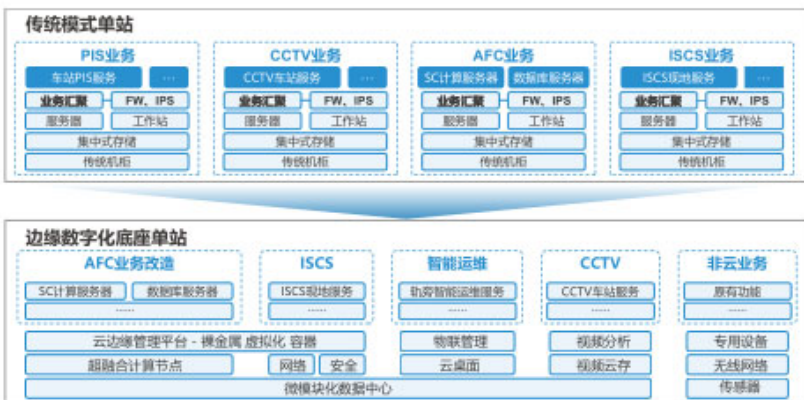 传统模式单站
PIS业务 CCTV业务 AFC业务 ISCS业务
车站PIS服务 ... CCTV车站服务 ... SC计算服务器 数据库服务器 ISCS现地服务 ...
业务汇聚 FW、IPS 业务汇聚 FW、IPS 业务汇聚 FW、IPS 业务汇聚 FW、IPS
服务器 工作站 服务器 工作站 服务器 工作站 服务器 工作站
集中式存储 集中式存储 集中式存储 集中式存储
传统机柜 传统机柜 传统机柜 传统机柜
边缘数字化底座单站
AFC业务改造 ISCS 智能运维 CCTV 非云业务
SC计算服务器 数据库服务器 ISCS现地服务 轨旁智能运维服务 CCTV车站服务 原有功能
...... ...... ...... ...... ......
云边缘管理平台 - 裸金属 虚拟化 容器 物联管理 视频分析 专用设备
超融合计算节点 网络 安全 云桌面 视频云存 无线网络
微模块化数据中心 传感器